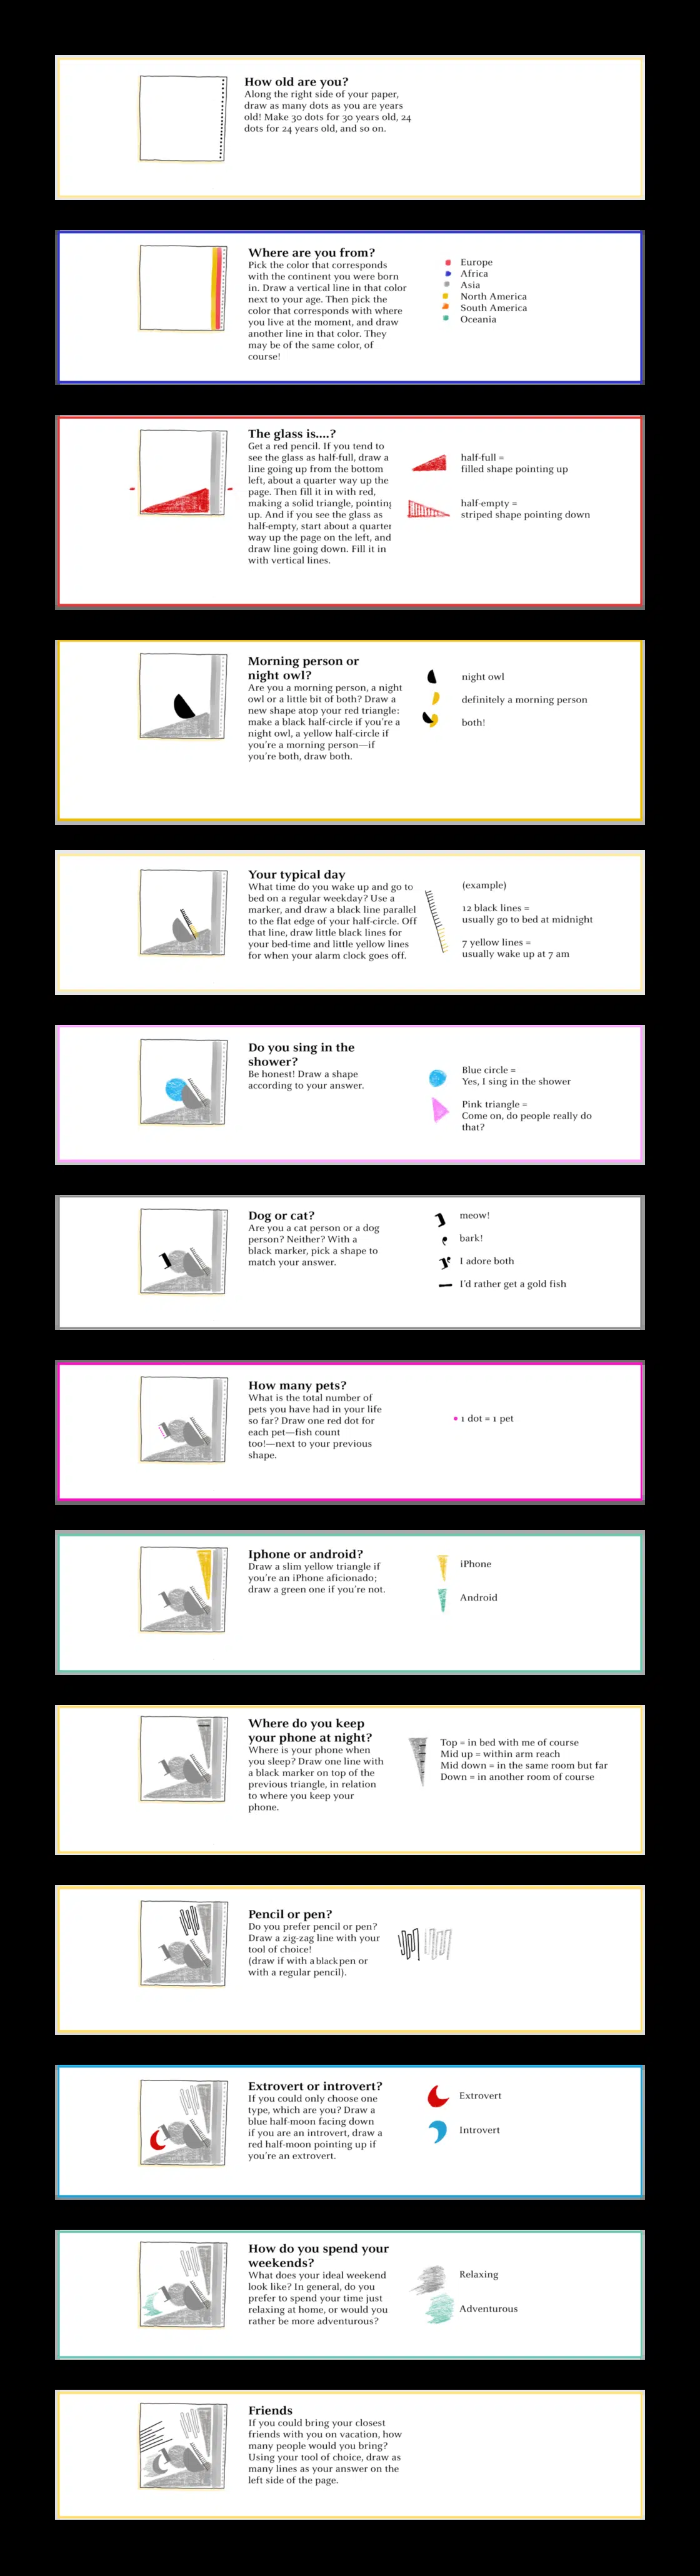 How old are you?
Along the right side of your paper,
draw as many dots as you are years
old! Make 30 dots for 30 years old, 24
dots for 24 years old, and so on.
Where are you from?
Pick the color that corresponds
with the continent you were born
in. Draw a vertical line in that color
next to your age. Then pick the
color that corresponds with where
you live at the moment, and draw
another line in that color. They
may be of the same color, of
course!
Europe
Africa
Asia
North America
South America
Oceania
The glass is....?
Get a red pencil. If you tend to
see the glass as half-full, draw a
line going up from the bottom
left, about a quarter way up the
page. Then fill it in with red,
making a solid triangle, pointing
up. And if you see the glass as
half-empty, start about a quarter
way up the page on the left, and
draw line going down. Fill it in
with vertical lines.
half-full =
filled shape pointing up
half-empty =
striped shape pointing down
Morning person or
night owl?
Are you a morning person, a night
owl or a little bit of both? Draw a
new shape atop your red triangle:
make a black half-circle if you're a
night owl, a yellow half-circle if
you're a morning person—if
you're both, draw both.
night owl
definitely a morning person
both!
Your typical day
What time do you wake up and go to
bed on a regular weekday? Use a
marker, and draw a black line parallel
to the flat edge of your half-circle. Off
that line, draw little black lines for
your bed-time and little yellow lines
for when your alarm clock goes off.
(example)
12 black lines =
usually go to bed at midnight
7 yellow lines =
usually wake up at 7 am
Do you sing in the
shower?
Be honest! Draw a shape
according to your answer.
Blue circle =
Yes, I sing in the shower
Pink triangle =
Come on, do people really do
that?
Dog or cat?
Are you a cat person or a dog
person? Neither? With a
black marker, pick a shape to
match your answer.
meow!
bark!
I adore both
I'd rather get a gold fish
How many pets?
What is the total number of
pets you have had in your life
so far? Draw one red dot for
each pet—fish count
too!—next to your previous
shape.
1 dot = 1 pet
Iphone or android?
Draw a slim yellow triangle if
you're an iPhone aficionado;
draw a green one if you're not.
iPhone
Android
Where do you keep
your phone at night?
Where is your phone when
you sleep? Draw one line with
a black marker on top of the
previous triangle, in relation
to where you keep your
phone.
Top = in bed with me of course
Mid up = within arm reach
Mid down = in the same room but far
Down = in another room of course
Pencil or pen?
Do you prefer pencil or pen?
Draw a zig-zag line with your
tool of choice!
(draw if with a black pen or
with a regular pencil).
Extrovert or introvert?
If you could only choose one
type, which are you? Draw a
blue half-moon facing down
if you are an introvert, draw a
red half-moon pointing up if
you're an extrovert.
Extrovert
Introvert
How do you spend your
weekends?
What does your ideal weekend
look like? In general, do you
prefer to spend your time just
relaxing at home, or would you
rather be more adventurous?
Relaxing
Adventurous
Friends
If you could bring your closest
friends with you on vacation, how
many people would you bring?
Using your tool of choice, draw as
many lines as your answer on the
left side of the page.